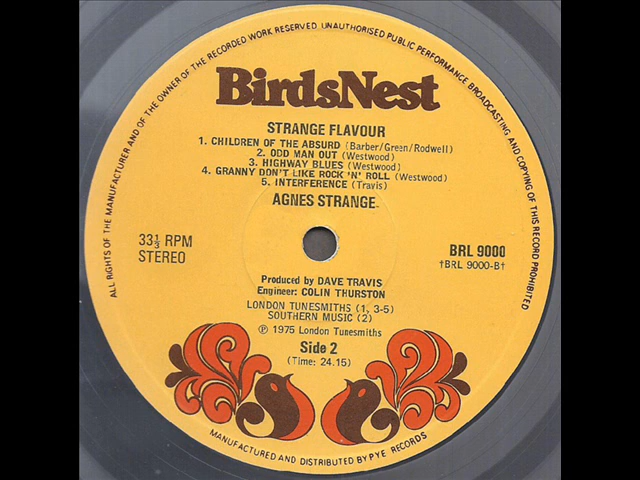 ALL RIGHTS OF THE MANUFACTURER AND OF THE OWNER OF THE RECORDED WORK RESERVED. UNAUTHORISED PUBLIC PERFORMANCE BROADCASTING AND COPYING OF THIS RECORD PROHIBITED
BirdsNest
STRANGE FLAVOUR
1. CHILDREN OF THE ABSURD (Barber/Green/Rodwell)
2. ODD MAN OUT (Westwood)
3. HIGHWAY BLUES (Westwood)
4. GRANNY DON'T LIKE ROCK 'N' ROLL (Westwood)
5. INTERFERENCE (Travis)
AGNES STRANGE
33⅓ RPM
STEREO
BRL 9000
†BRL 9000-B†
Produced by DAVE TRAVIS
Engineer: COLIN THURSTON
LONDON TUNESMITHS (1, 3-5)
SOUTHERN MUSIC (2)
℗ 1975 London Tunesmiths
Side 2
(Time: 24.15)
MANUFACTURED AND DISTRIBUTED BY PYE RECORDS